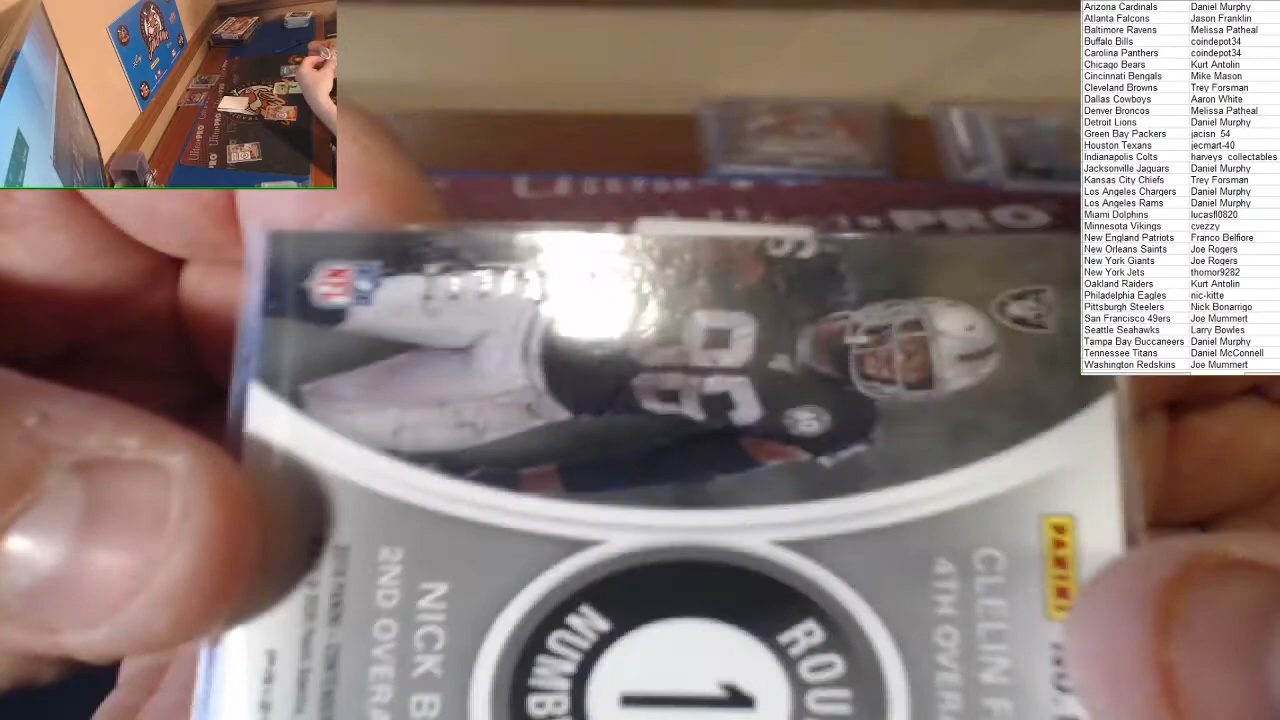 Arizona Cardinals Daniel Murphy
Atlanta Falcons Jason Franklin
Baltimore Ravens Melissa Patheal
Buffalo Bills coindepot34
Carolina Panthers coindepot34
Chicago Bears Kurt Antolin
Cincinnati Bengals Mike Mason
Cleveland Browns Trey Forsman
Dallas Cowboys Aaron White
Denver Broncos Melissa Patheal
Detroit Lions Daniel Murphy
Green Bay Packers jacisn 54
Houston Texans jecmart-40
Indianapolis Colts harveys collectables
Jacksonville Jaguars Daniel Murphy
Kansas City Chiefs Trey Forsman
Los Angeles Chargers Daniel Murphy
Los Angeles Rams Daniel Murphy
Miami Dolphins lucasfl0820
Minnesota Vikings cvezzy
New England Patriots Franco Belfiore
New Orleans Saints Joe Rogers
New York Giants Joe Rogers
New York Jets thomor9282
Oakland Raiders Kurt Antolin
Philadelphia Eagles nic-kitte
Pittsburgh Steelers Nick Bonarrigo
San Francisco 49ers Joe Mummert
Seattle Seahawks Larry Bowles
Tampa Bay Buccaneers Daniel Murphy
Tennessee Titans Daniel McConnell
Washington Redskins Joe Mummert
PRO
NFL
96
PANINI
CLELIN F
4TH OVER
ROU
1
NUMB
NICK B
2ND OVERA